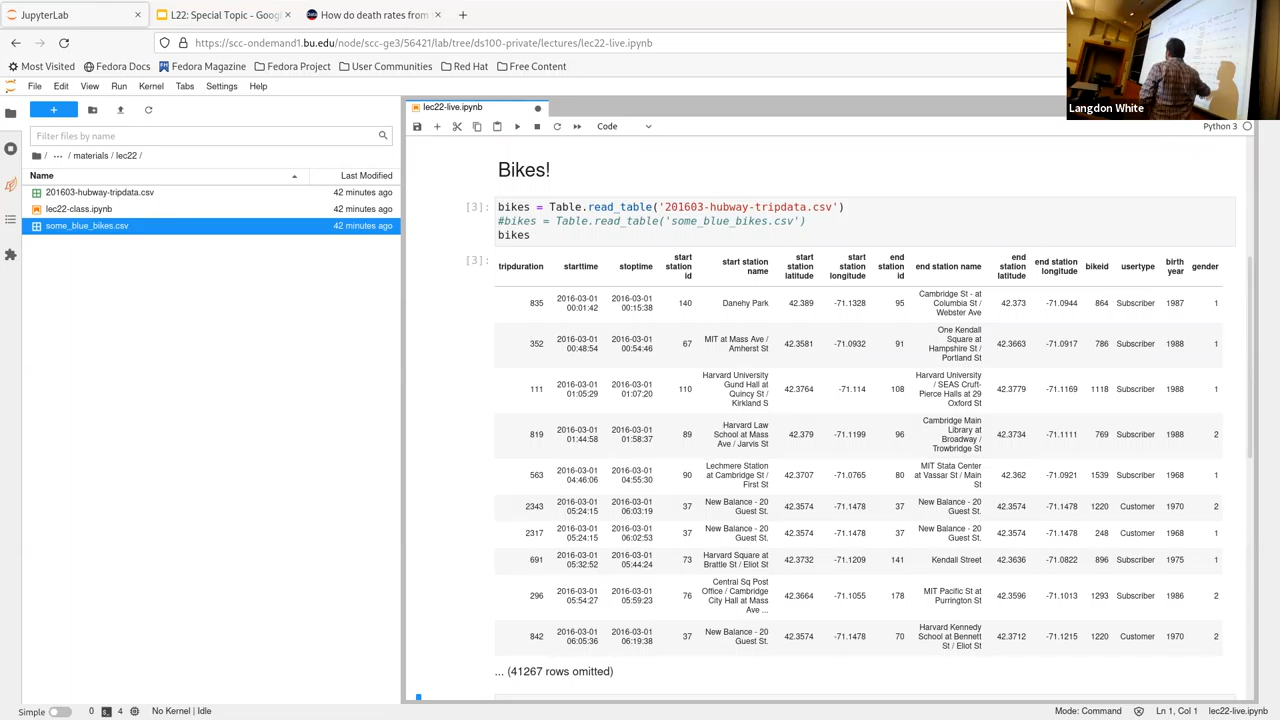 JupyterLab
L22: Special Topic - Goog
How do death rates from
https://scc-ondemand1.bu.edu/node/scc-ge3/56421/lab/tree/ds100-private/lectures/lec22-live.ipynb
Most Visited Fedora Docs Fedora Magazine Fedora Project User Communities Red Hat Free Content
Langdon White
File Edit View Run Kernel Tabs Settings Help
lec22-live.ipynb
Filter files by name
Code
Python 3
/ ... / materials / lec22 /
Name Last Modified
201603-hubway-tripdata.csv 42 minutes ago
lec22-class.ipynb 42 minutes ago
some_blue_bikes.csv 42 minutes ago
Bikes!
[3]: bikes = Table.read_table('201603-hubway-tripdata.csv')
#bikes = Table.read_table('some_blue_bikes.csv')
bikes
[3]: tripduration starttime stoptime start station id start station name start station latitude start station longitude end station id end station name end station latitude end station longitude bikeid usertype birth year gender
835 2016-03-01 00:01:42 2016-03-01 00:15:38 140 Danehy Park 42.389 -71.1328 95 Cambridge St - at Columbia St / Webster Ave 42.373 -71.0944 864 Subscriber 1987 1
352 2016-03-01 00:48:54 2016-03-01 00:54:46 67 MIT at Mass Ave / Amherst St 42.3581 -71.0932 91 One Kendall Square at Hampshire St / Portland St 42.3663 -71.0917 786 Subscriber 1988 1
111 2016-03-01 01:05:29 2016-03-01 01:07:20 110 Harvard University Gund Hall at Quincy St / Kirkland S 42.3764 -71.114 108 Harvard University / SEAS Cruft-Pierce Halls at 29 Oxford St 42.3779 -71.1169 1118 Subscriber 1988 1
819 2016-03-01 01:44:58 2016-03-01 01:58:37 89 Harvard Law School at Mass Ave / Jarvis St 42.379 -71.1199 96 Cambridge Main Library at Broadway / Trowbridge St 42.3734 -71.1111 769 Subscriber 1988 2
563 2016-03-01 04:46:06 2016-03-01 04:55:30 90 Lechmere Station at Cambridge St / First St 42.3707 -71.0765 80 MIT Stata Center at Vassar St / Main St 42.362 -71.0921 1539 Subscriber 1968 1
2343 2016-03-01 05:24:15 2016-03-01 06:03:19 37 New Balance - 20 Guest St. 42.3574 -71.1478 37 New Balance - 20 Guest St. 42.3574 -71.1478 1220 Customer 1970 2
2317 2016-03-01 05:24:15 2016-03-01 06:02:53 37 New Balance - 20 Guest St. 42.3574 -71.1478 37 New Balance - 20 Guest St. 42.3574 -71.1478 248 Customer 1968 1
691 2016-03-01 05:32:52 2016-03-01 05:44:24 73 Harvard Square at Brattle St / Eliot St 42.3732 -71.1209 141 Kendall Street 42.3636 -71.0822 896 Subscriber 1975 1
296 2016-03-01 05:54:27 2016-03-01 05:59:23 76 Central Sq Post Office / Cambridge City Hall at Mass Ave ... 42.3664 -71.1055 178 MIT Pacific St at Purrington St 42.3596 -71.1013 1293 Subscriber 1986 2
842 2016-03-01 06:05:36 2016-03-01 06:19:38 37 New Balance - 20 Guest St. 42.3574 -71.1478 70 Harvard Kennedy School at Bennett St / Eliot St 42.3712 -71.1215 1220 Customer 1970 2
... (41267 rows omitted)
Simple 0 4 No Kernel | Idle Mode: Command Ln 1, Col 1 lec22-live.ipynb